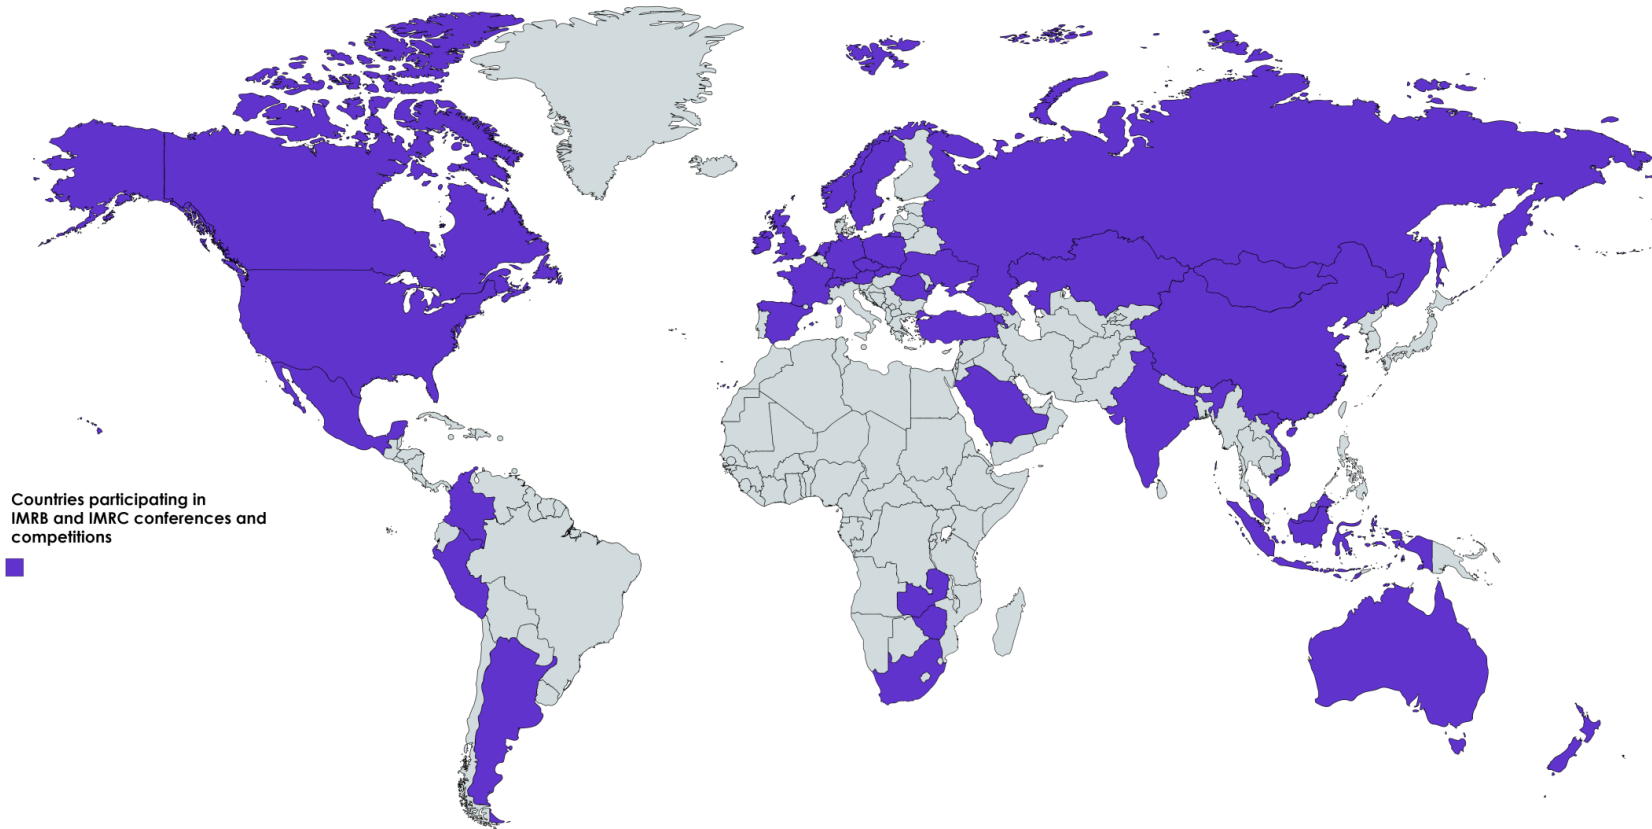 Countries participating in
IMRB and IMRC conferences and
competitions